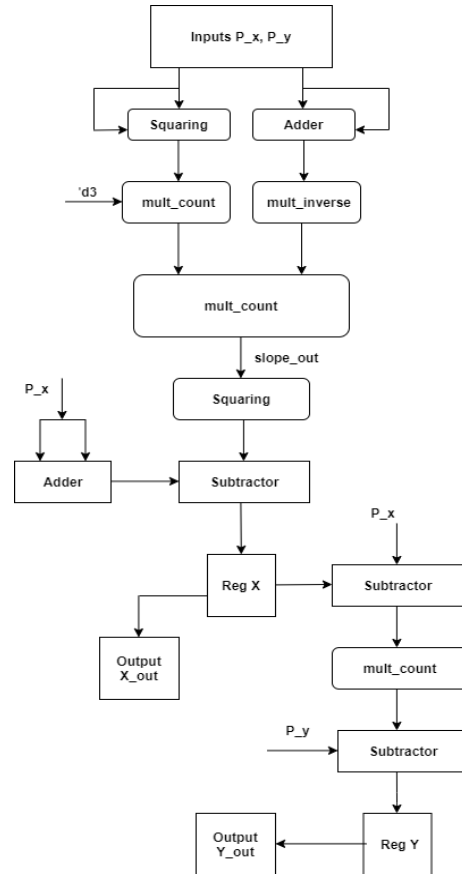 Inputs P_x, P_y
Squaring
Adder
'd3
mult_count
mult_inverse
mult_count
slope_out
P_x
Squaring
Adder
Subtractor
P_x
Reg X
Subtractor
Output
X_out
mult_count
P_y
Subtractor
Output
Y_out
Reg Y